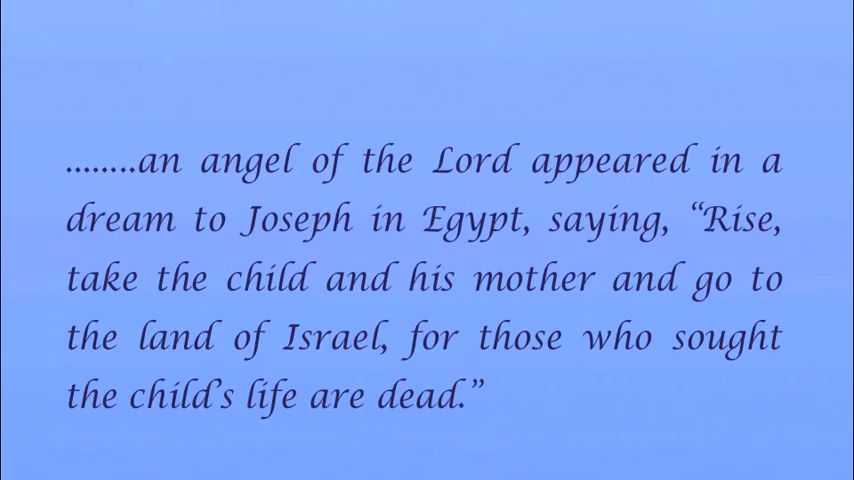 ........an angel of the Lord appeared in a
dream to Joseph in Egypt, saying, “Rise,
take the child and his mother and go to
the land of Israel, for those who sought
the child’s life are dead.”